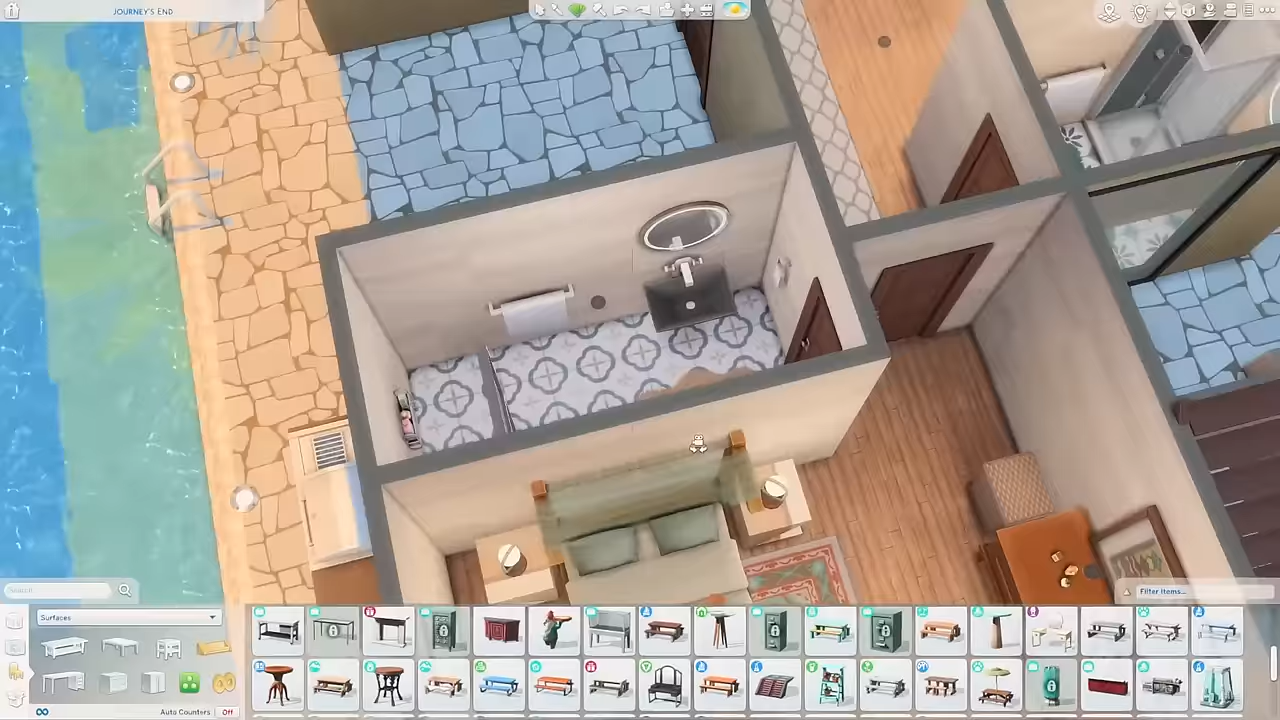 JOURNEY'S END
Search
Filter Items...
Surfaces
Auto Counters
Off